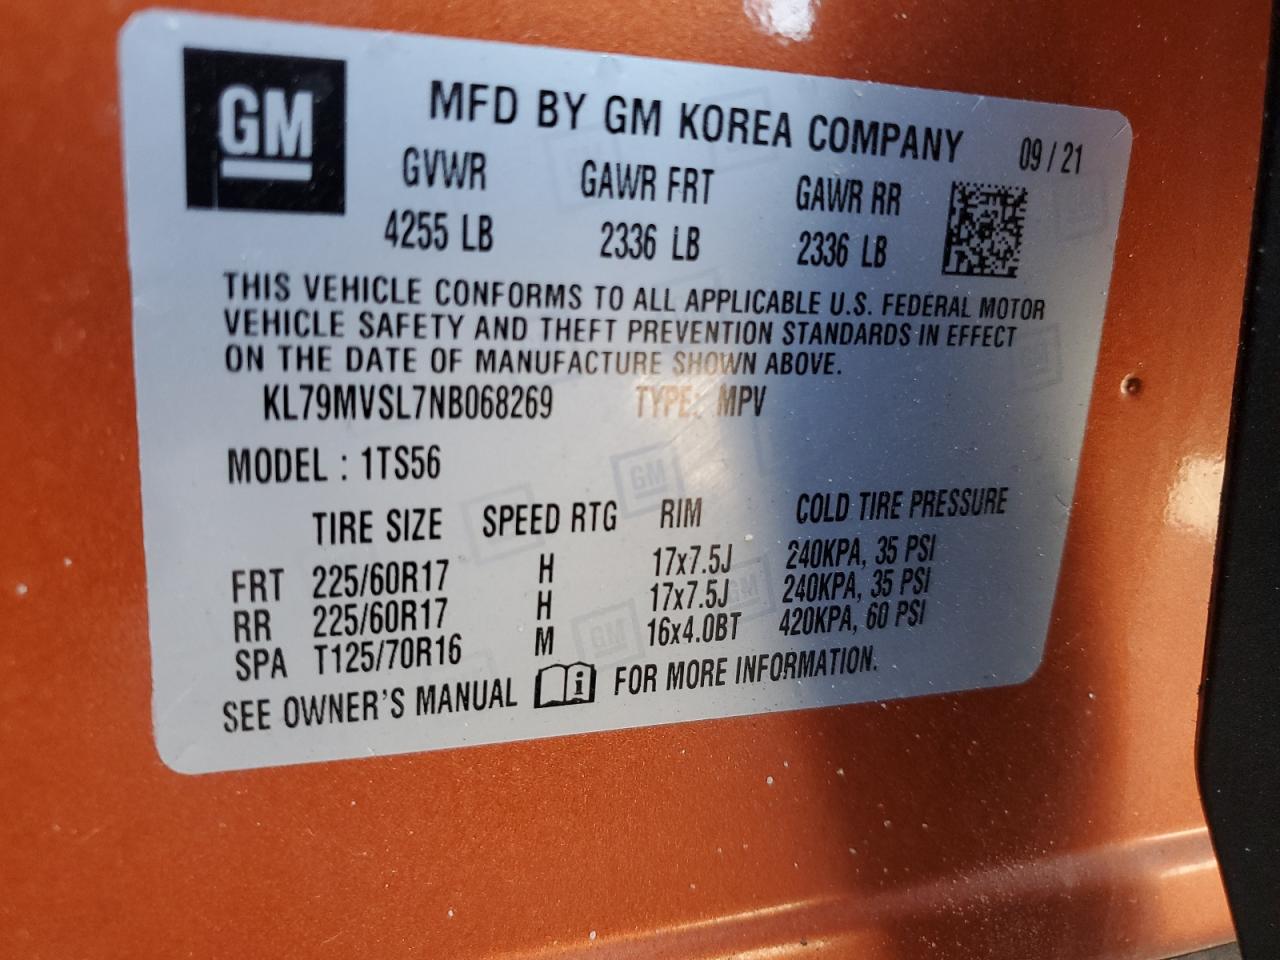 GM
MFD BY GM KOREA COMPANY 09 / 21
GVWR GAWR FRT GAWR RR
4255 LB 2336 LB 2336 LB
THIS VEHICLE CONFORMS TO ALL APPLICABLE U.S. FEDERAL MOTOR
VEHICLE SAFETY AND THEFT PREVENTION STANDARDS IN EFFECT
ON THE DATE OF MANUFACTURE SHOWN ABOVE.
KL79MVSL7NB068269 TYPE: MPV
MODEL : 1TS56
TIRE SIZE SPEED RTG RIM COLD TIRE PRESSURE
FRT 225/60R17 H 17x7.5J 240KPA, 35 PSI
RR 225/60R17 H 17x7.5J 240KPA, 35 PSI
SPA T125/70R16 M 16x4.0BT 420KPA, 60 PSI
SEE OWNER'S MANUAL i FOR MORE INFORMATION.